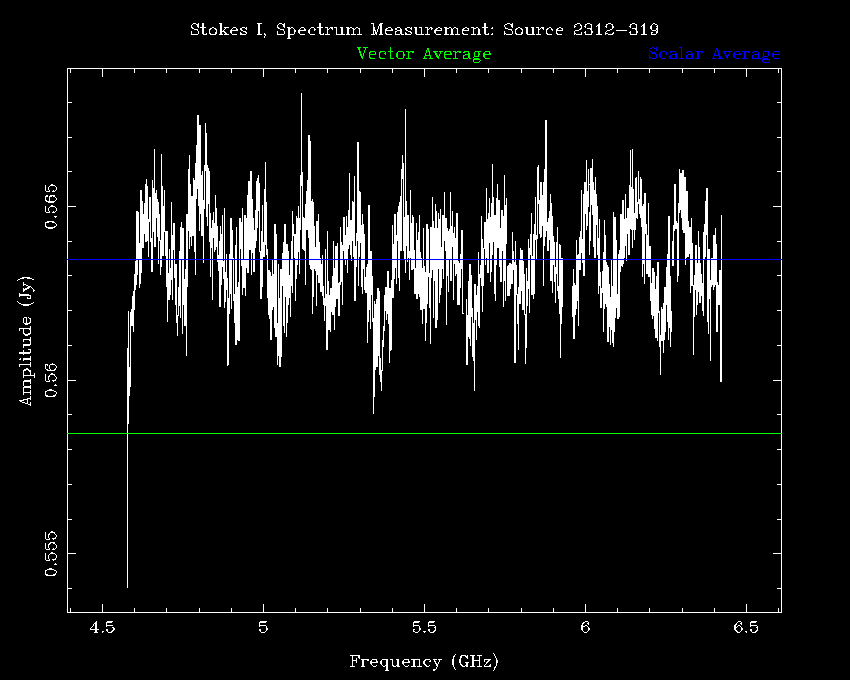 Stokes I, Spectrum Measurement: Source 2312−319
Vector Average
Scalar Average
0.565
0.56
0.555
Amplitude (Jy)
4.5 5 5.5 6 6.5
Frequency (GHz)